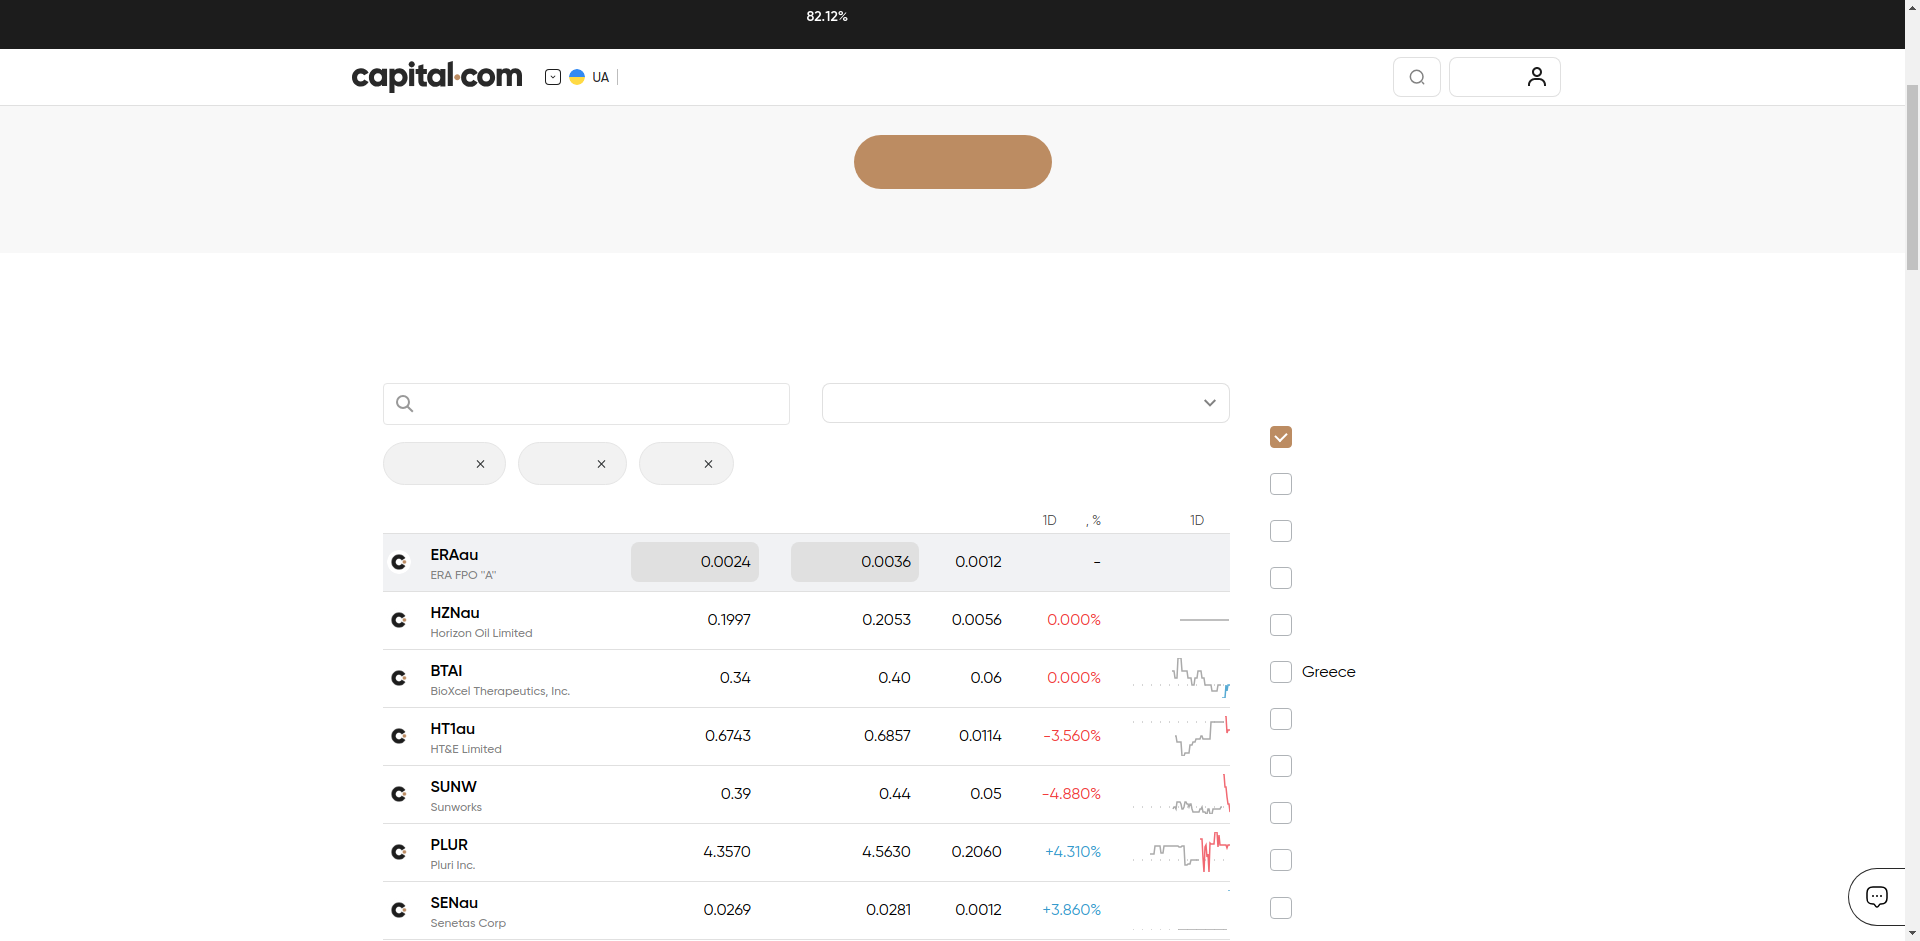 82.12%
capital.com
UA
1D , % 1D
ERAau 0.0024 0.0036 0.0012 -
ERA FPO "A"
HZNau 0.1997 0.2053 0.0056 0.000%
Horizon Oil Limited
BTAI 0.34 0.40 0.06 0.000%
BioXcel Therapeutics, Inc.
Greece
HT1au 0.6743 0.6857 0.0114 -3.560%
HT&E Limited
SUNW 0.39 0.44 0.05 -4.880%
Sunworks
PLUR 4.3570 4.5630 0.2060 +4.310%
Pluri Inc.
SENau 0.0269 0.0281 0.0012 +3.860%
Senetas Corp